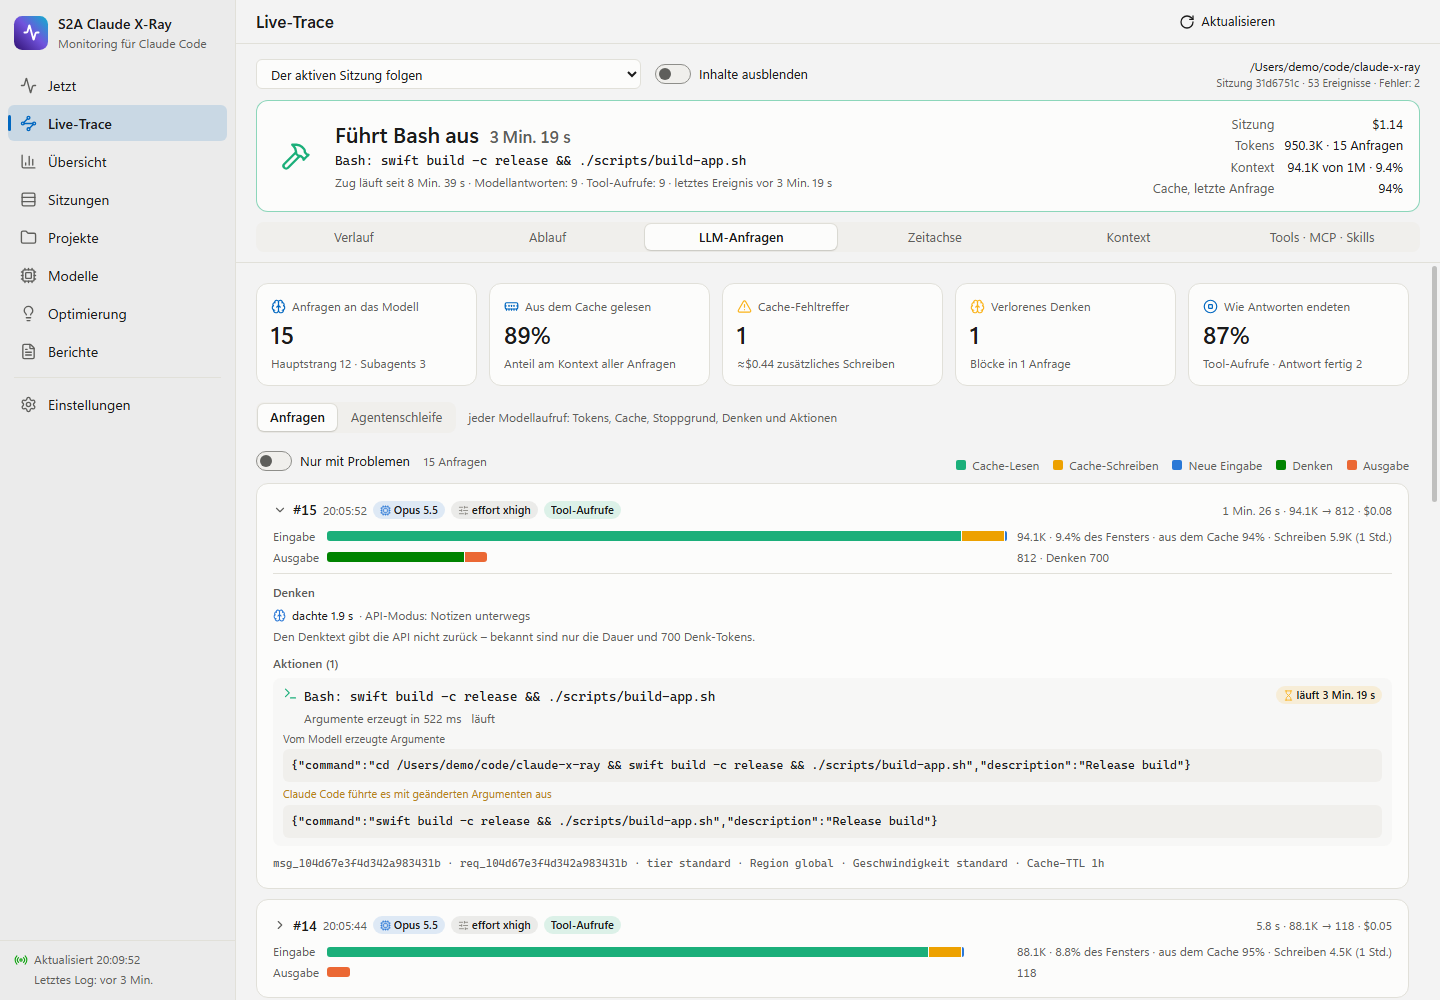 S2A Claude X-Ray
Monitoring für Claude Code
Jetzt
Live-Trace
Übersicht
Sitzungen
Projekte
Modelle
Optimierung
Berichte
Einstellungen
Aktualisiert 20:09:52
Letztes Log: vor 3 Min.
Live-Trace
Aktualisieren
Der aktiven Sitzung folgen
Inhalte ausblenden
/Users/demo/code/claude-x-ray
Sitzung 31d6751c · 53 Ereignisse · Fehler: 2
Führt Bash aus 3 Min. 19 s
Bash: swift build -c release && ./scripts/build-app.sh
Zug läuft seit 8 Min. 39 s · Modellantworten: 9 · Tool-Aufrufe: 9 · letztes Ereignis vor 3 Min. 19 s
Sitzung $1.14
Tokens 950.3K · 15 Anfragen
Kontext 94.1K von 1M · 9.4%
Cache, letzte Anfrage 94%
Verlauf
Ablauf
LLM-Anfragen
Zeitachse
Kontext
Tools · MCP · Skills
Anfragen an das Modell
15
Hauptstrang 12 · Subagents 3
Aus dem Cache gelesen
89%
Anteil am Kontext aller Anfragen
Cache-Fehltreffer
1
≈$0.44 zusätzliches Schreiben
Verlorenes Denken
1
Blöcke in 1 Anfrage
Wie Antworten endeten
87%
Tool-Aufrufe · Antwort fertig 2
Anfragen
Agentenschleife
jeder Modellaufruf: Tokens, Cache, Stoppgrund, Denken und Aktionen
Nur mit Problemen
15 Anfragen
Cache-Lesen
Cache-Schreiben
Neue Eingabe
Denken
Ausgabe
#15 20:05:52 Opus 5.5 effort xhigh Tool-Aufrufe
1 Min. 26 s · 94.1K → 812 · $0.08
Eingabe
94.1K · 9.4% des Fensters · aus dem Cache 94% · Schreiben 5.9K (1 Std.)
Ausgabe
812 · Denken 700
Denken
dachte 1.9 s · API-Modus: Notizen unterwegs
Den Denktext gibt die API nicht zurück – bekannt sind nur die Dauer und 700 Denk-Tokens.
Aktionen (1)
Bash: swift build -c release && ./scripts/build-app.sh
läuft 3 Min. 19 s
Argumente erzeugt in 522 ms läuft
Vom Modell erzeugte Argumente
{"command":"cd /Users/demo/code/claude-x-ray && swift build -c release && ./scripts/build-app.sh","description":"Release build"}
Claude Code führte es mit geänderten Argumenten aus
{"command":"swift build -c release && ./scripts/build-app.sh","description":"Release build"}
msg_104d67e3f4d342a983431b · req_104d67e3f4d342a983431b · tier standard · Region global · Geschwindigkeit standard · Cache-TTL 1h
#14 20:05:44 Opus 5.5 effort xhigh Tool-Aufrufe
5.8 s · 88.1K → 118 · $0.05
Eingabe
88.1K · 8.8% des Fensters · aus dem Cache 95% · Schreiben 4.5K (1 Std.)
Ausgabe
118